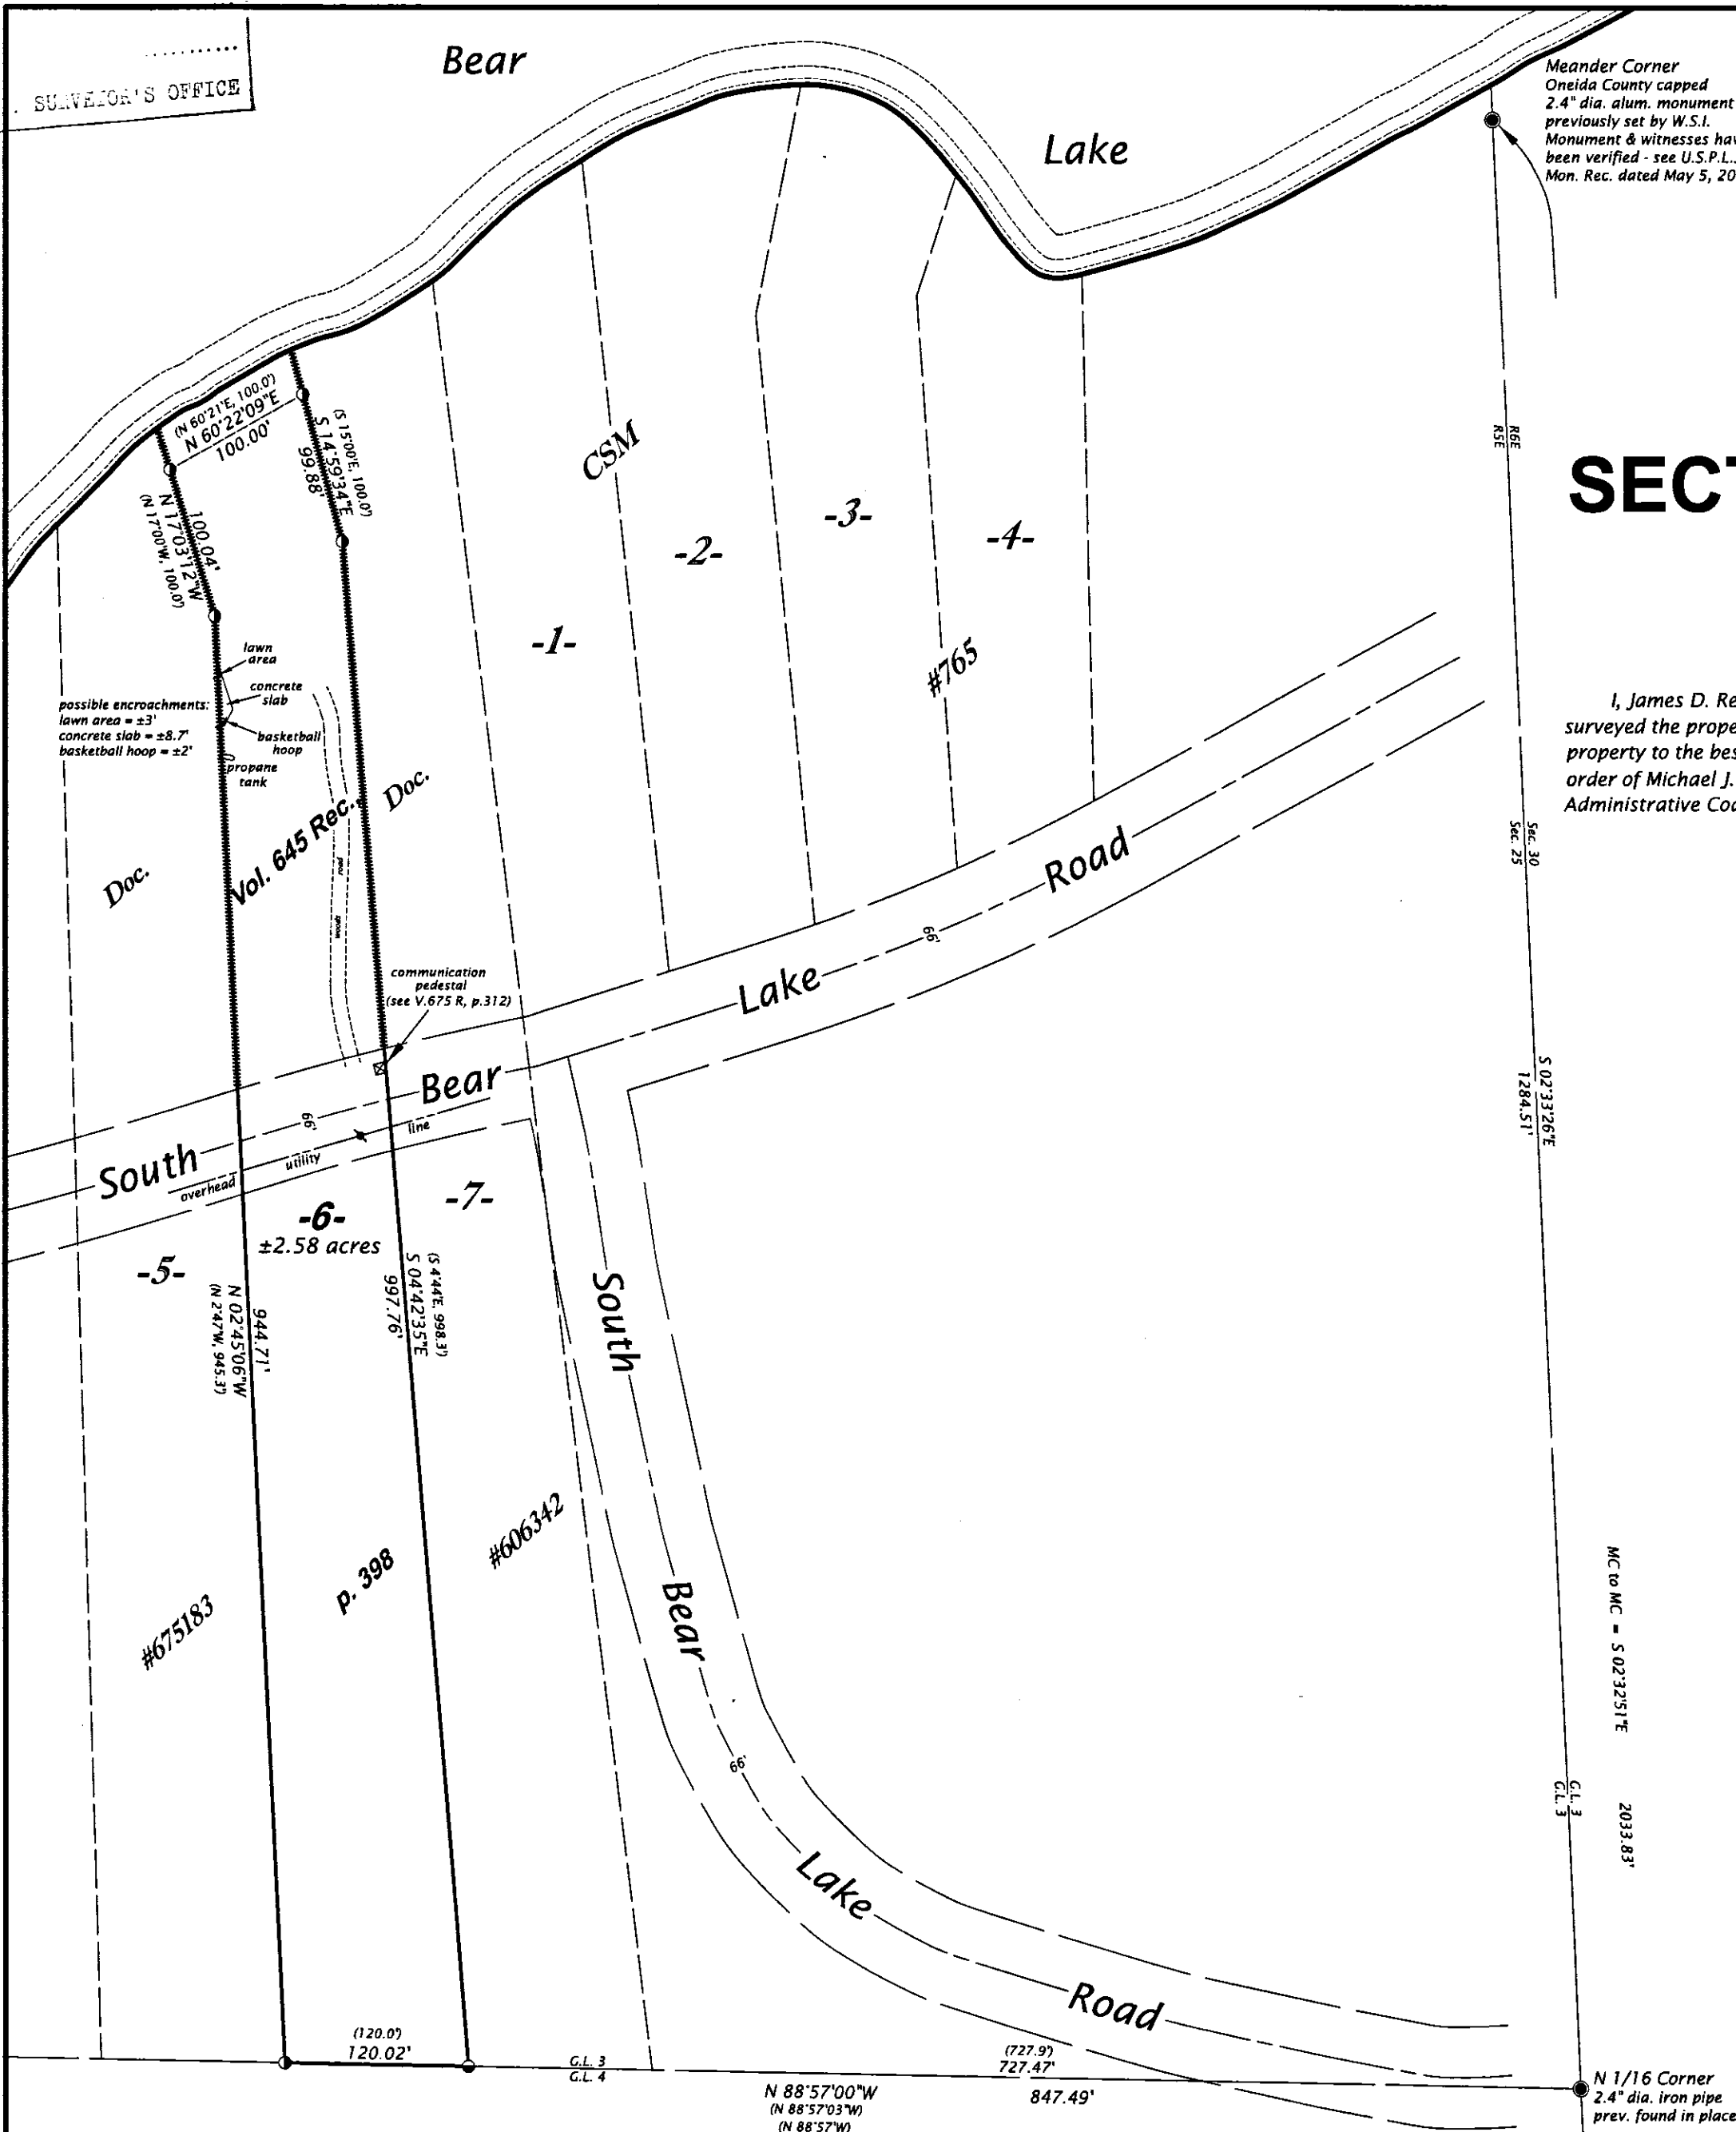 SURVEYOR'S OFFICE
Bear
Lake
Meander Corner
Oneida County capped
2.4" dia. alum. monument
previously set by W.S.I.
Monument & witnesses hav
been verified - see U.S.P.L.
Mon. Rec. dated May 5, 20
(N 60°21'E, 100.0')
N 60°22'09"E
100.00'
(S 15°00'E, 100.0')
S 14°59'34"E
99.88'
100.04'
N 17°03'12"W
(N 17°00'W, 100.0')
R6E
R5E
SECT
CSM
-1-
-2-
-3-
-4-
#765
lawn
area
concrete
slab
possible encroachments:
lawn area = ±3'
concrete slab = ±8.7'
basketball hoop = ±2'
basketball
hoop
propane
tank
I, James D. Re
surveyed the prope
property to the bes
order of Michael J.
Administrative Cod
Doc.
Vol. 645 Rec.,
Doc.
Sec. 30
Sec. 25
communication
pedestal
(see V.675 R, p.312)
South
Bear
Lake
Road
66'
66'
overhead
utility
line
S 02°33'26"E
1284.51'
-5-
-6-
±2.58 acres
-7-
944.71'
N 02°45'06"W
(N 2°47'W, 945.3')
(S 4°44'E, 998.3')
S 04°42'35"E
997.76'
South
Bear
Lake
Road
66'
#675183
p. 398
#606342
MC to MC = S 02°32'51"E
2033.83'
G.L. 3
G.L. 3
(120.0')
120.02'
G.L. 3
G.L. 4
(727.9')
727.47'
N 88°57'00"W
847.49'
(N 88°57'03"W)
(N 88°57'W)
N 1/16 Corner
2.4" dia. iron pipe
prev. found in place